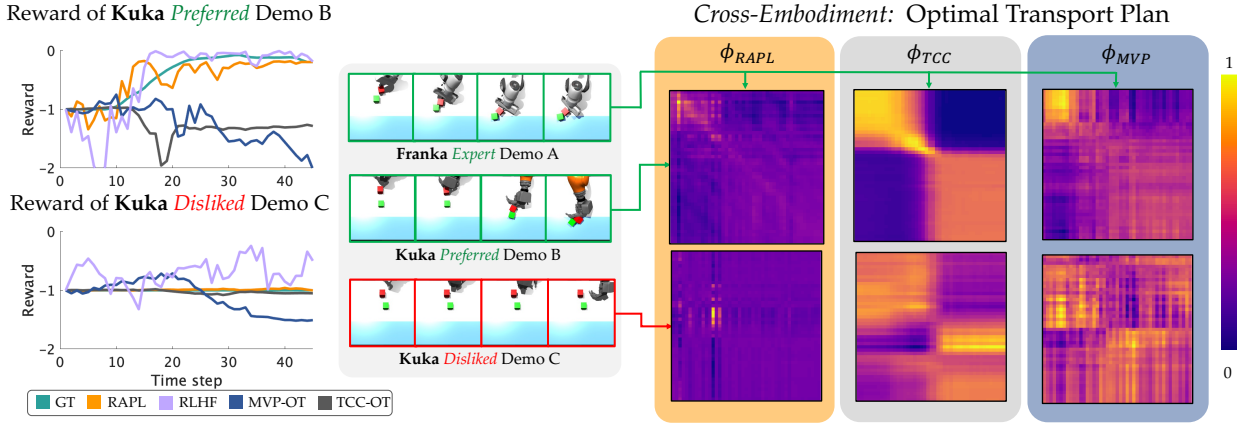 Reward of Kuka Preferred Demo B
0
-1
-2
Reward
0 10 20 30 40
Reward of Kuka Disliked Demo C
0
-1
-2
Reward
0 10 20 30 40
Time step
GT RAPL RLHF MVP-OT TCC-OT
Franka Expert Demo A
Kuka Preferred Demo B
Kuka Disliked Demo C
Cross-Embodiment: Optimal Transport Plan
ϕRAPL ϕTCC ϕMVP
1
0